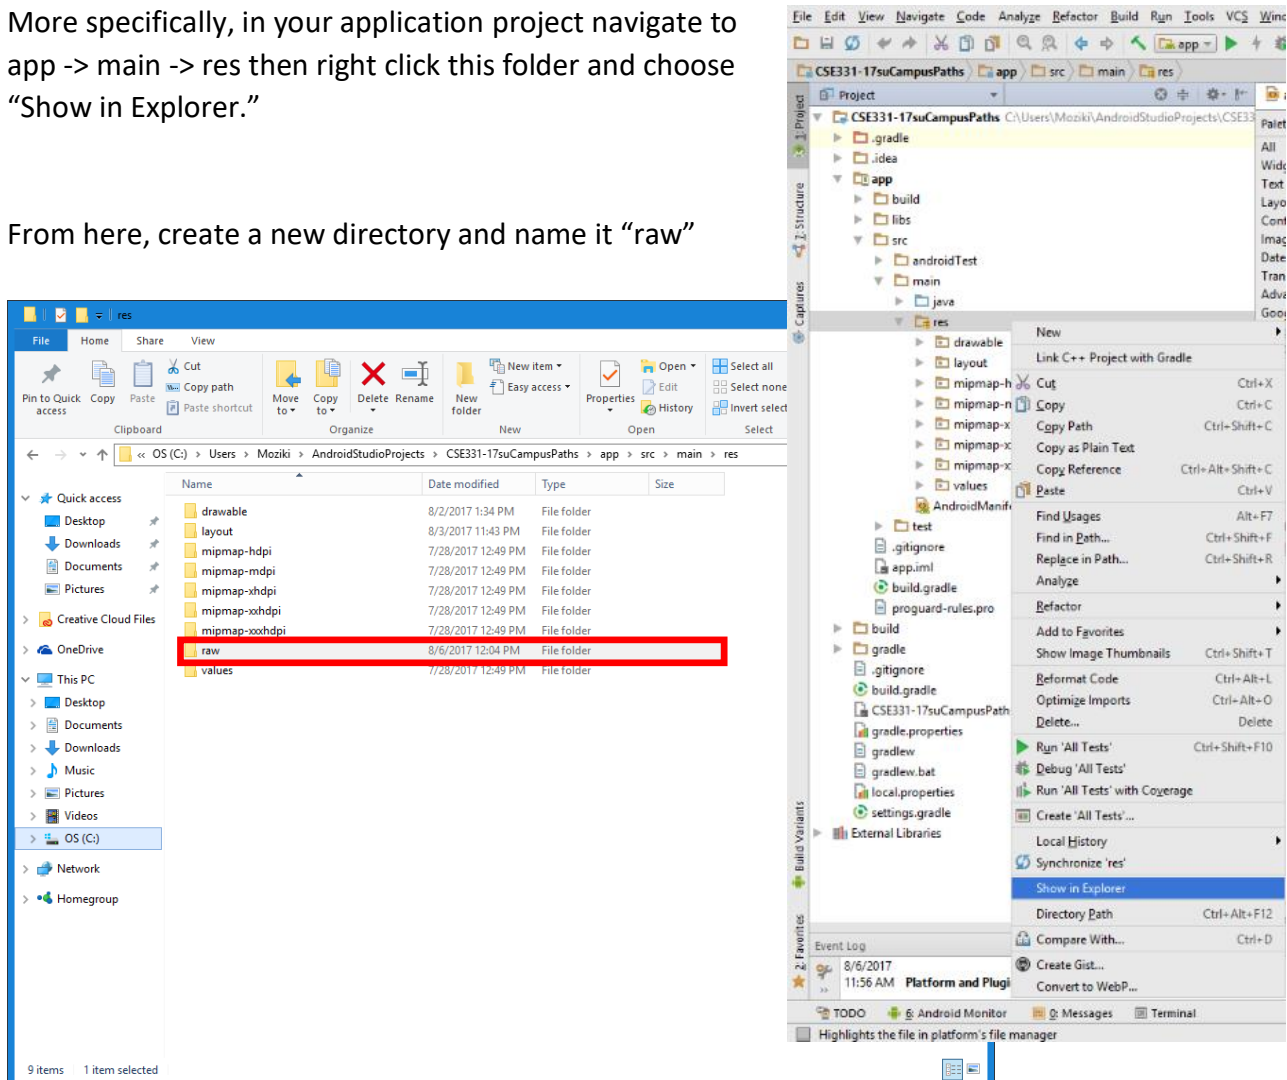 More specifically, in your application project navigate to
app -> main -> res then right click this folder and choose
“Show in Explorer.”
From here, create a new directory and name it “raw”
res
File Home Share View
Pin to Quick access
Copy
Paste
Cut
Copy path
Paste shortcut
Move to
Copy to
Delete
Rename
New folder
New item
Easy access
Properties
Open
Edit
History
Select all
Select none
Invert select
Clipboard Organize New Open Select
« OS (C:) > Users > Moziki > AndroidStudioProjects > CSE331-17suCampusPaths > app > src > main > res
Quick access
Desktop
Downloads
Documents
Pictures
Creative Cloud Files
OneDrive
This PC
Desktop
Documents
Downloads
Music
Pictures
Videos
OS (C:)
Network
Homegroup
Name Date modified Type Size
drawable 8/2/2017 1:34 PM File folder
layout 8/3/2017 11:43 PM File folder
mipmap-hdpi 7/28/2017 12:49 PM File folder
mipmap-mdpi 7/28/2017 12:49 PM File folder
mipmap-xhdpi 7/28/2017 12:49 PM File folder
mipmap-xxhdpi 7/28/2017 12:49 PM File folder
mipmap-xxxhdpi 7/28/2017 12:49 PM File folder
raw 8/6/2017 12:04 PM File folder
values 7/28/2017 12:49 PM File folder
9 items 1 item selected
File Edit View Navigate Code Analyze Refactor Build Run Tools VCS Winc
app
CSE331-17suCampusPaths app src main res
1: Project
7: Structure
Captures
Build Variants
2: Favorites
Project
CSE331-17suCampusPaths C:\Users\Moziki\AndroidStudioProjects\CSE33
.gradle
.idea
app
build
libs
src
androidTest
main
java
res
drawable
layout
mipmap-h
mipmap-n
mipmap-x
mipmap-x
mipmap-x
values
AndroidManif
test
.gitignore
app.iml
build.gradle
proguard-rules.pro
build
gradle
.gitignore
build.gradle
CSE331-17suCampusPath
gradle.properties
gradlew
gradlew.bat
local.properties
settings.gradle
External Libraries
Palet
All
Widg
Text
Layo
Cont
Imag
Date
Tran
Adva
Goog
New
Link C++ Project with Gradle
Cut Ctrl+X
Copy Ctrl+C
Copy Path Ctrl+Shift+C
Copy as Plain Text
Copy Reference Ctrl+Alt+Shift+C
Paste Ctrl+V
Find Usages Alt+F7
Find in Path... Ctrl+Shift+F
Replace in Path... Ctrl+Shift+R
Analyze
Refactor
Add to Favorites
Show Image Thumbnails Ctrl+Shift+T
Reformat Code Ctrl+Alt+L
Optimize Imports Ctrl+Alt+O
Delete... Delete
Run 'All Tests' Ctrl+Shift+F10
Debug 'All Tests'
Run 'All Tests' with Coverage
Create 'All Tests'...
Local History
Synchronize 'res'
Show in Explorer
Directory Path Ctrl+Alt+F12
Compare With... Ctrl+D
Create Gist...
Convert to WebP...
Event Log
8/6/2017
11:56 AM Platform and Plugi
TODO 6: Android Monitor 0: Messages Terminal
Highlights the file in platform's file manager